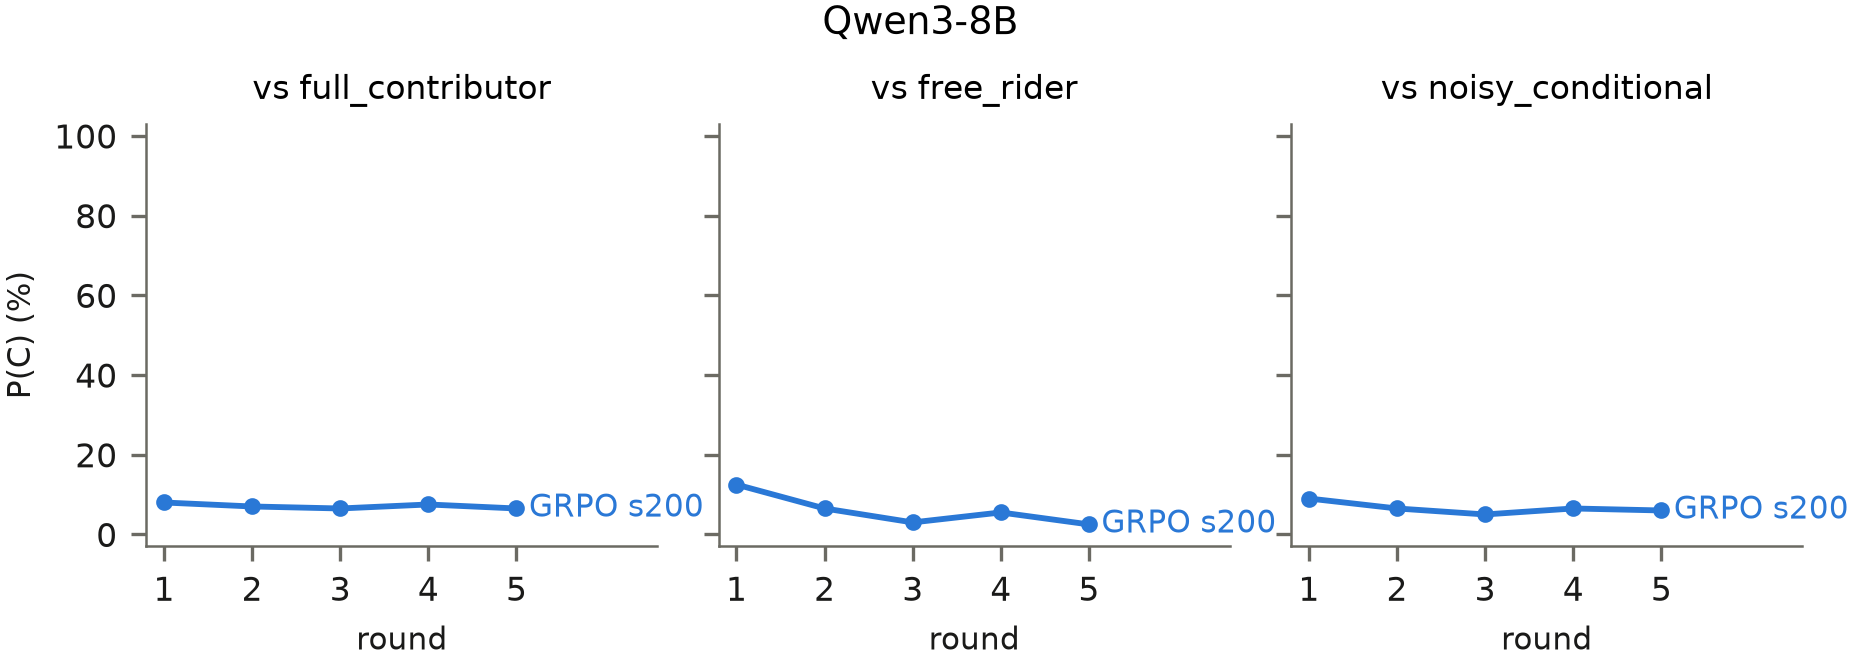 Qwen3-8B
vs full_contributor
vs free_rider
vs noisy_conditional
P(C) (%)
100
80
60
40
20
0
GRPO s200
GRPO s200
GRPO s200
1 2 3 4 5
1 2 3 4 5
1 2 3 4 5
round
round
round